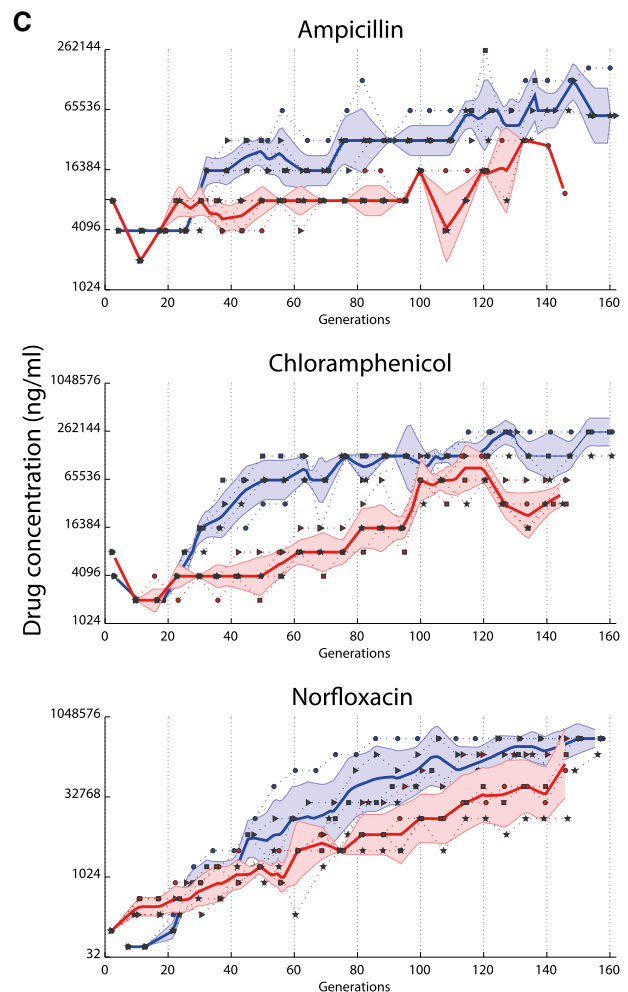 C
Ampicillin
262144
65536
16384
4096
1024
0 20 40 60 80 100 120 140 160
Generations
Drug concentration (ng/ml)
Chloramphenicol
1048576
262144
65536
16384
4096
1024
0 20 40 60 80 100 120 140 160
Generations
Norfloxacin
1048576
32768
1024
32
0 20 40 60 80 100 120 140 160
Generations